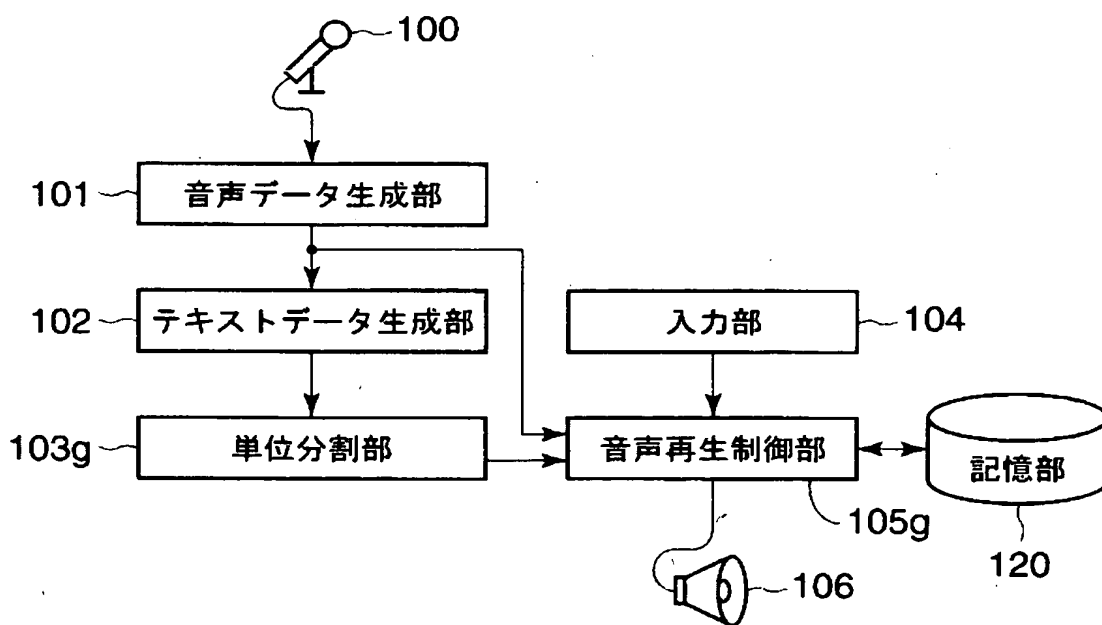 100
101 音声データ生成部
102 テキストデータ生成部
入力部 104
103g 単位分割部
音声再生制御部
記憶部
105g
120
106